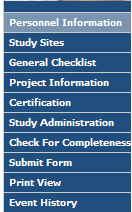 Personnel Information
Study Sites
General Checklist
Project Information
Certification
Study Administration
Check For Completeness
Submit Form
Print View
Event History